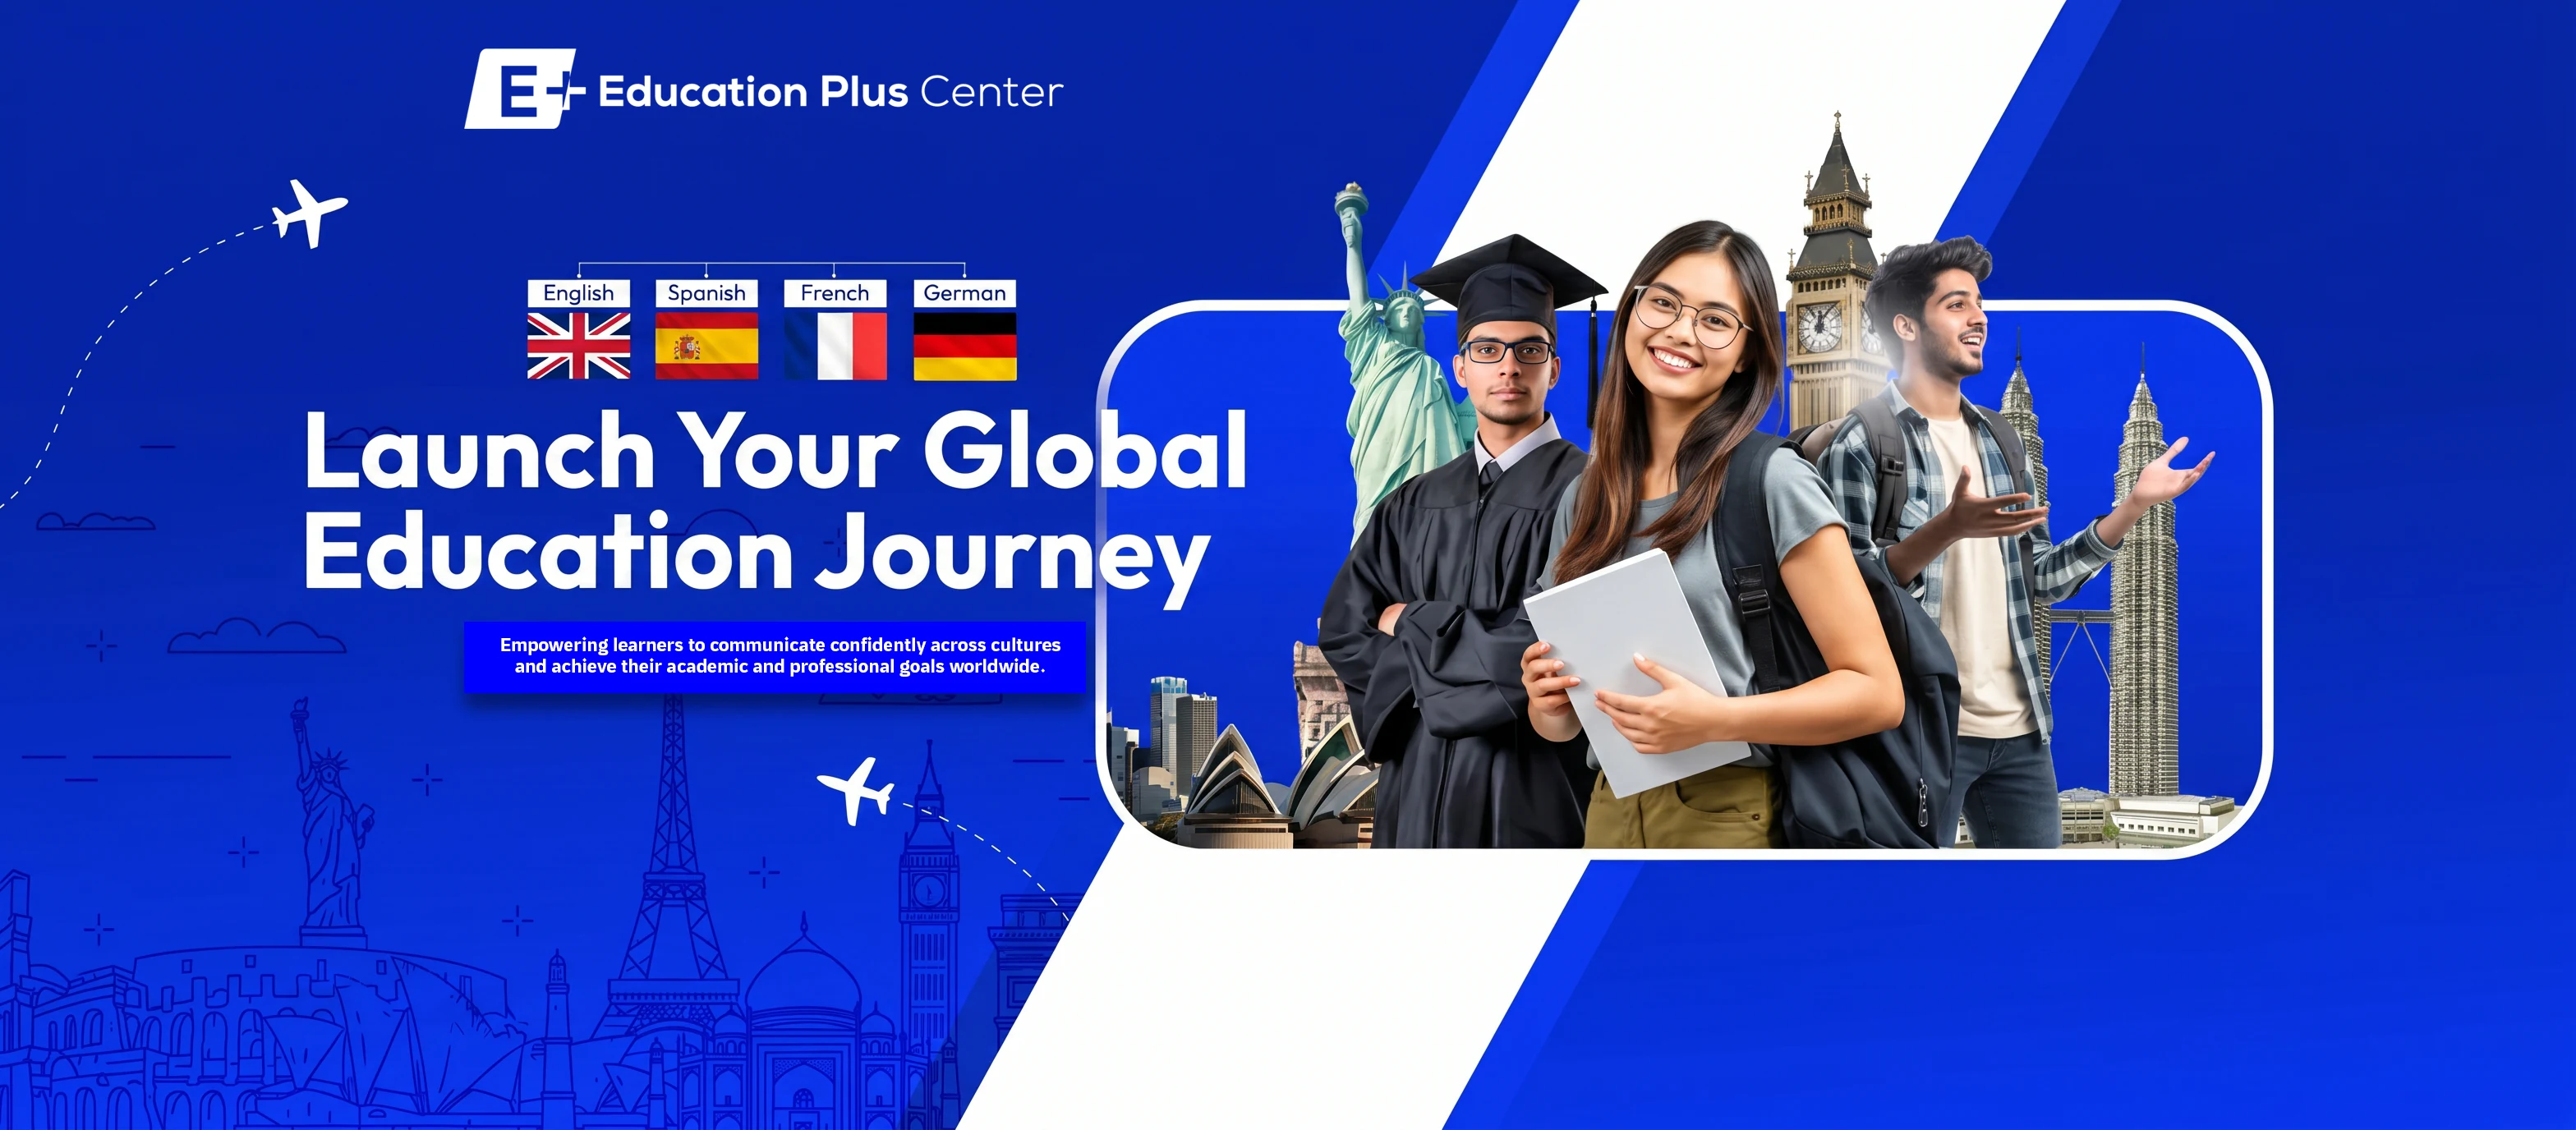 E+ Education Plus Center
English Spanish French German
Launch Your Global
Education Journey
Empowering learners to communicate confidently across cultures
and achieve their academic and professional goals worldwide.